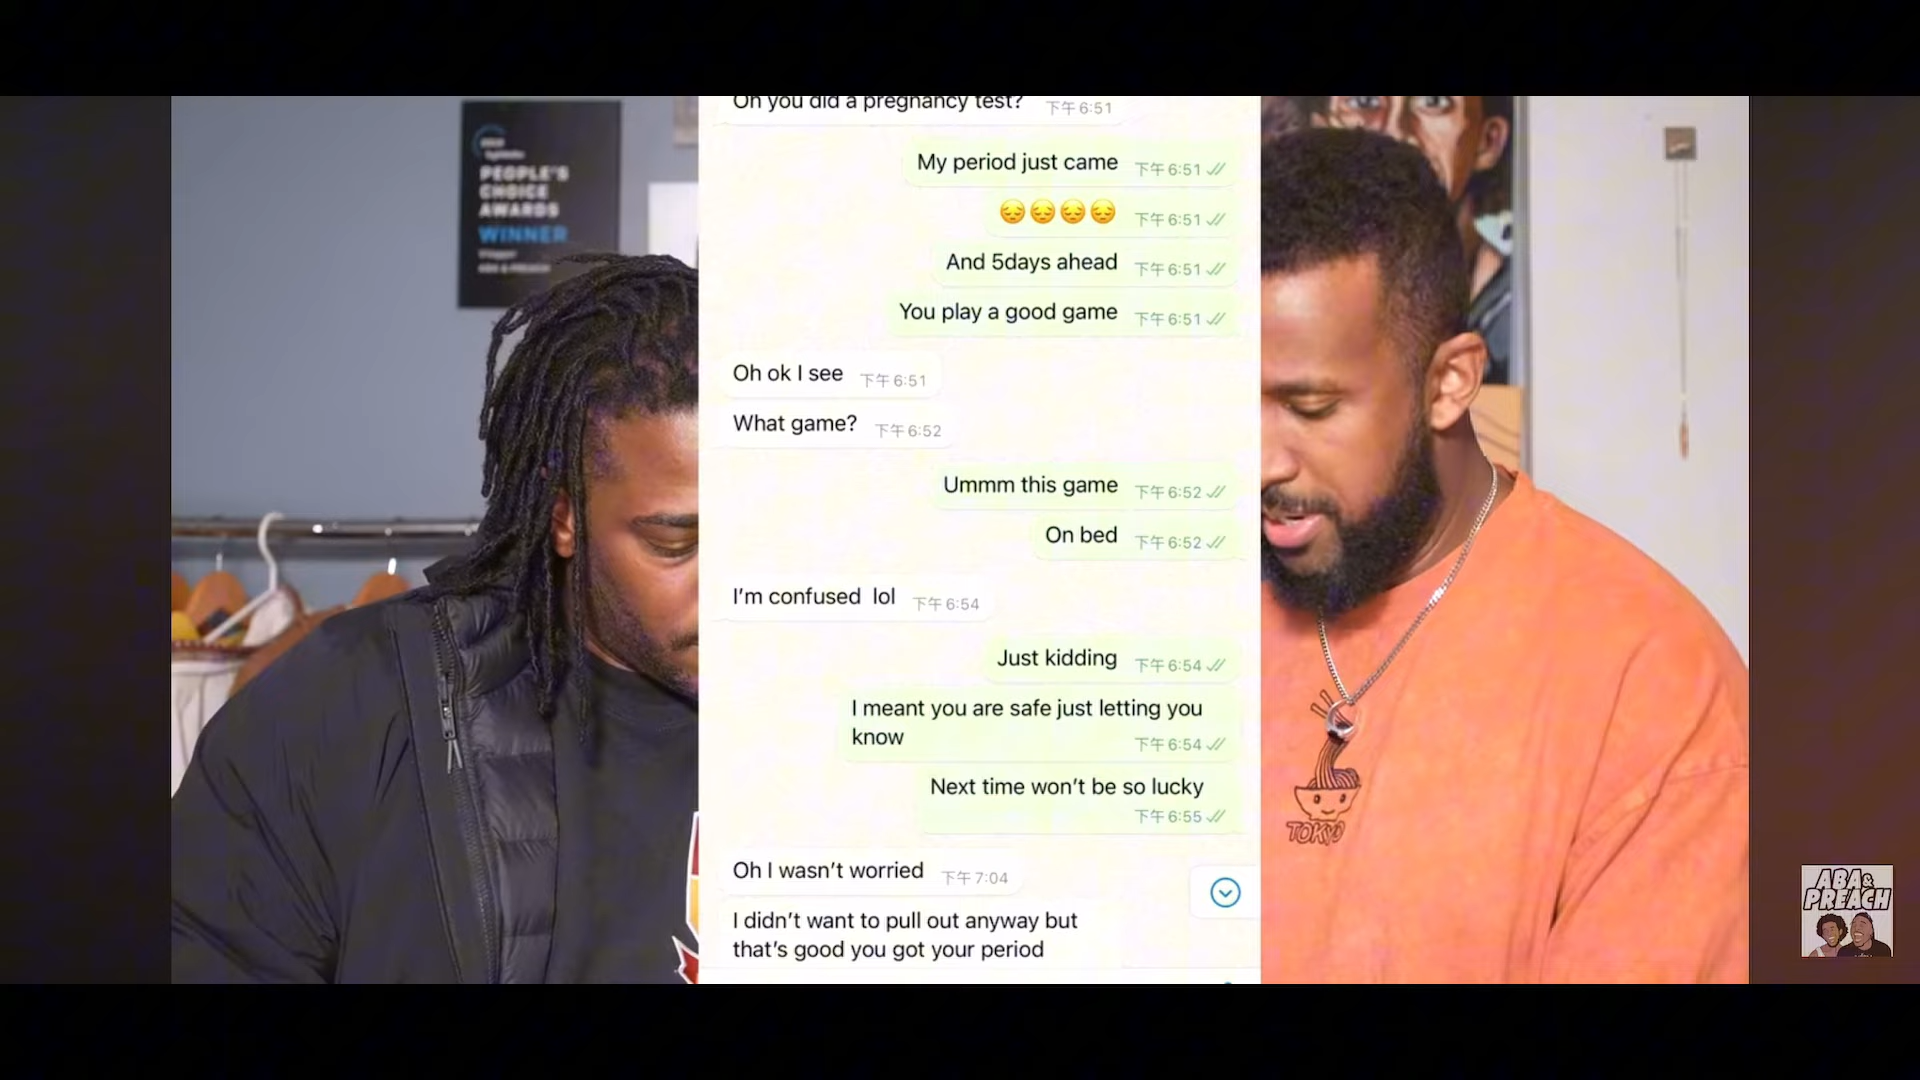 Oh you did a pregnancy test? 下午6:51
My period just came 下午6:51
😔😔😔😔 下午6:51
And 5days ahead 下午6:51
You play a good game 下午6:51
Oh ok I see 下午6:51
What game? 下午6:52
Ummm this game 下午6:52
On bed 下午6:52
I'm confused lol 下午6:54
Just kidding 下午6:54
I meant you are safe just letting you
know 下午6:54
Next time won't be so lucky
下午6:55
Oh I wasn't worried 下午7:04
I didn't want to pull out anyway but
that's good you got your period
PEOPLE'S
CHOICE
AWARDS
WINNER
ABA & PREACH
TOKYO
ABA &
PREACH